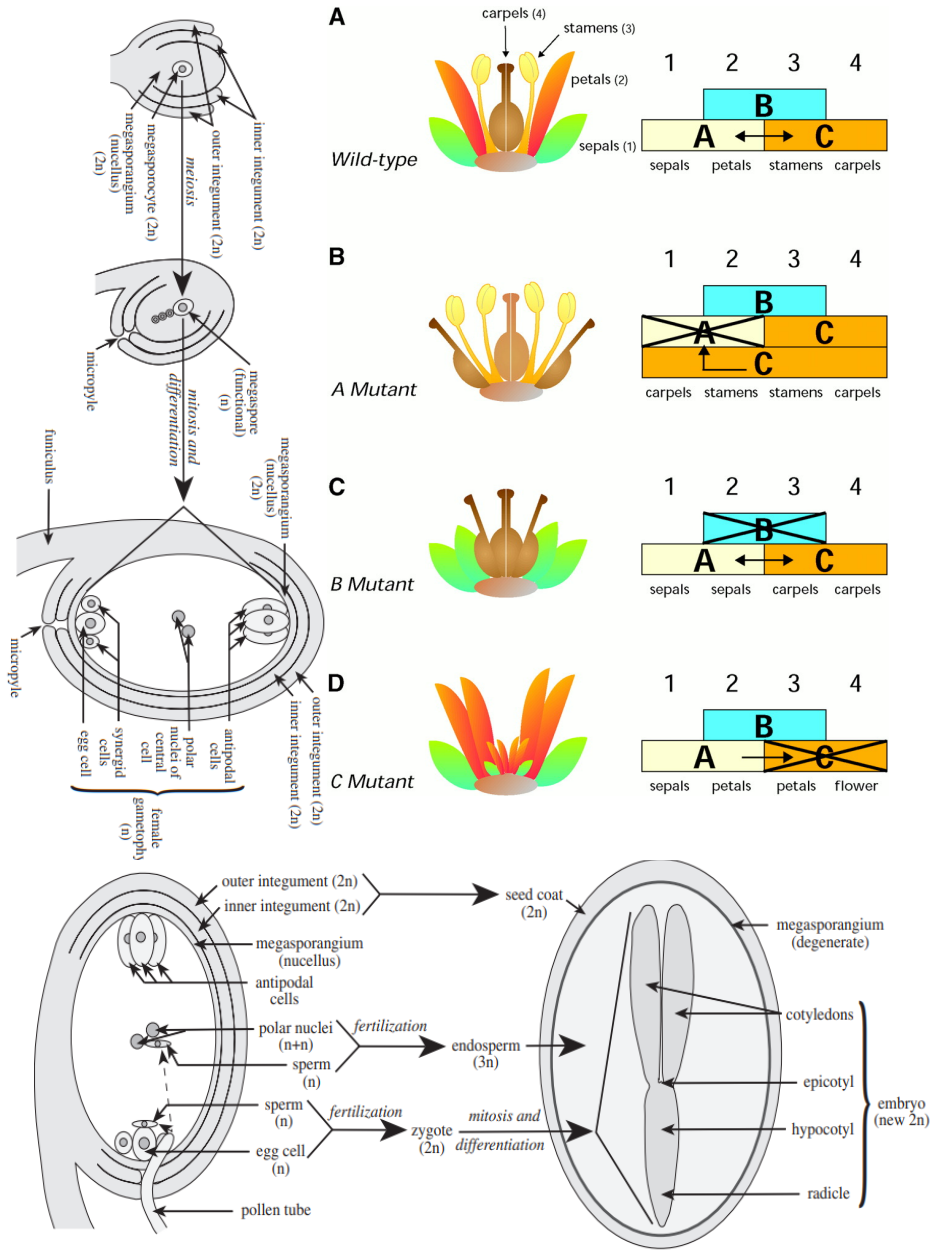 inner integument (2n)
outer integument (2n)
meiosis
megasporocyte (2n)
megasporangium
(nucellus)
(2n)
micropyle
megaspore
(functional)
(n)
mitosis and
differentiation
funiculus
megasporangium
(nucellus)
(2n)
micropyle
egg cell
synergid
cells
polar
nuclei of
central
cell
antipodal
cells
inner integument (2n)
outer integument (2n)
female
gametophy
(n)
A
carpels (4)
stamens (3)
petals (2)
sepals (1)
Wild-type
1 2 3 4
B
A C
sepals petals stamens carpels
B
A Mutant
1 2 3 4
B
A C
C
carpels stamens stamens carpels
C
B Mutant
1 2 3 4
B
A C
sepals sepals carpels carpels
D
C Mutant
1 2 3 4
B
A C
sepals petals petals flower
outer integument (2n)
inner integument (2n)
megasporangium
(nucellus)
antipodal
cells
polar nuclei
(n+n)
sperm
(n)
fertilization
endosperm
(3n)
sperm
(n)
egg cell
(n)
fertilization
zygote
(2n)
mitosis and
differentiation
pollen tube
seed coat
(2n)
megasporangium
(degenerate)
cotyledons
epicotyl
hypocotyl
radicle
embryo
(new 2n)